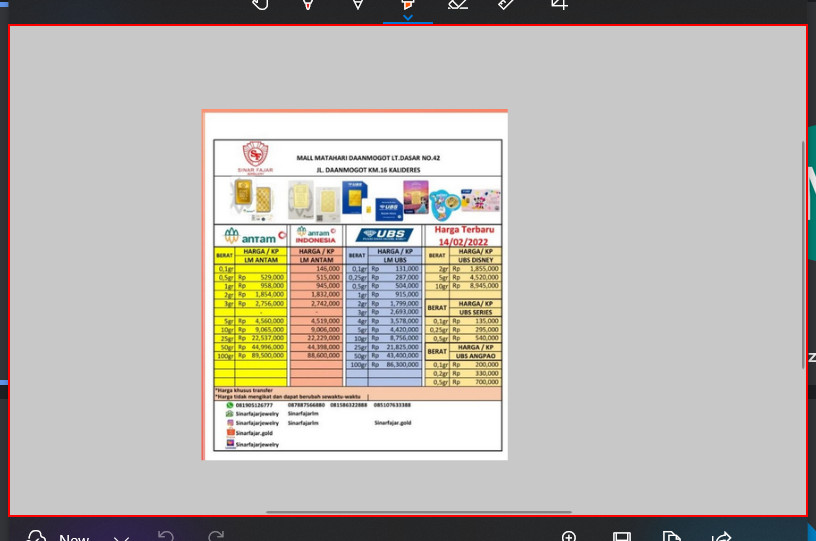 SINAR FAJAR
MALL MATAHARI DAANMOGOT LT.DASAR NO.42
JL. DAANMOGOT KM.16 KALIDERES
antam
antam
INDONESIA
UBS
Harga Terbaru
14/02/2022
BERAT HARGA / KP HARGA / KP BERAT HARGA / KP BERAT HARGA/ KP
LM ANTAM LM ANTAM LM UBS UBS DISNEY
0,1gr 146,000 0,1gr Rp 131,000 2gr Rp 1,855,000
0,5gr Rp 529,000 515,000 0,25gr Rp 287,000 5gr Rp 4,520,000
1gr Rp 958,000 945,000 0,5gr Rp 504,000 10gr Rp 8,945,000
2gr Rp 1,854,000 1,832,000 1gr Rp 915,000
3gr Rp 2,756,000 2,742,000 2gr Rp 1,799,000 BERAT HARGA/ KP
- - 3gr Rp 2,693,000 UBS SERIES
5gr Rp 4,560,000 4,519,000 4gr Rp 3,578,000 0,1gr Rp 135,000
10gr Rp 9,065,000 9,006,000 5gr Rp 4,420,000 0,25gr Rp 295,000
25gr Rp 22,537,000 22,229,000 10gr Rp 8,756,000 0,5gr Rp 540,000
50gr Rp 44,996,000 44,398,000 25gr Rp 21,825,000 BERAT HARGA / KP
100gr Rp 89,500,000 88,600,000 50gr Rp 43,400,000 UBS ANGPAO
100gr Rp 86,300,000 0,1gr Rp 200,000
0,2gr Rp 330,000
0,5gr Rp 700,000
*Harga khusus transfer
*Harga tidak mengikat dan dapat berubah sewaktu-waktu |
081905126777 087887566880 081586322888 085107633388
Sinarfajarjewelry Sinarfajarlm
Sinarfajarjewelry Sinarfajarlm Sinarfajar.gold
Sinarfajar.gold
Sinarfajarjewelry
New